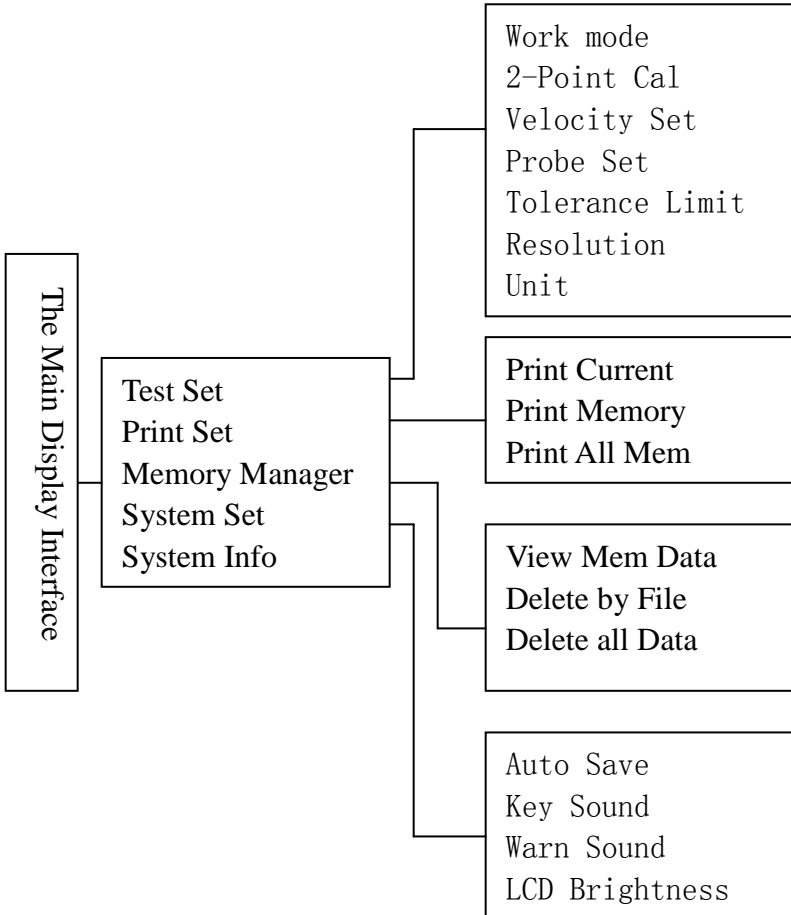 The Main Display Interface
Test Set
Print Set
Memory Manager
System Set
System Info
Work mode
2-Point Cal
Velocity Set
Probe Set
Tolerance Limit
Resolution
Unit
Print Current
Print Memory
Print All Mem
View Mem Data
Delete by File
Delete all Data
Auto Save
Key Sound
Warn Sound
LCD Brightness